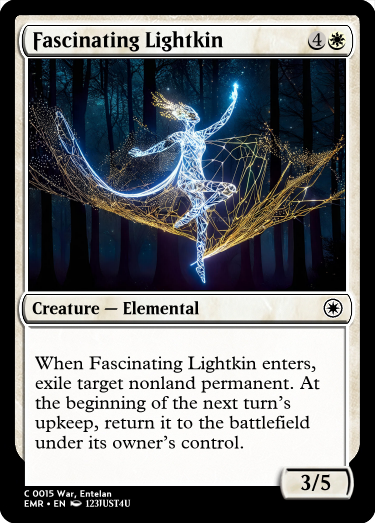 Fascinating Lightkin 4
Creature — Elemental
When Fascinating Lightkin enters,
exile target nonland permanent. At
the beginning of the next turn's
upkeep, return it to the battlefield
under its owner's control.
3/5
C 0015 War, Entelan
EMR • EN 123JUST4U